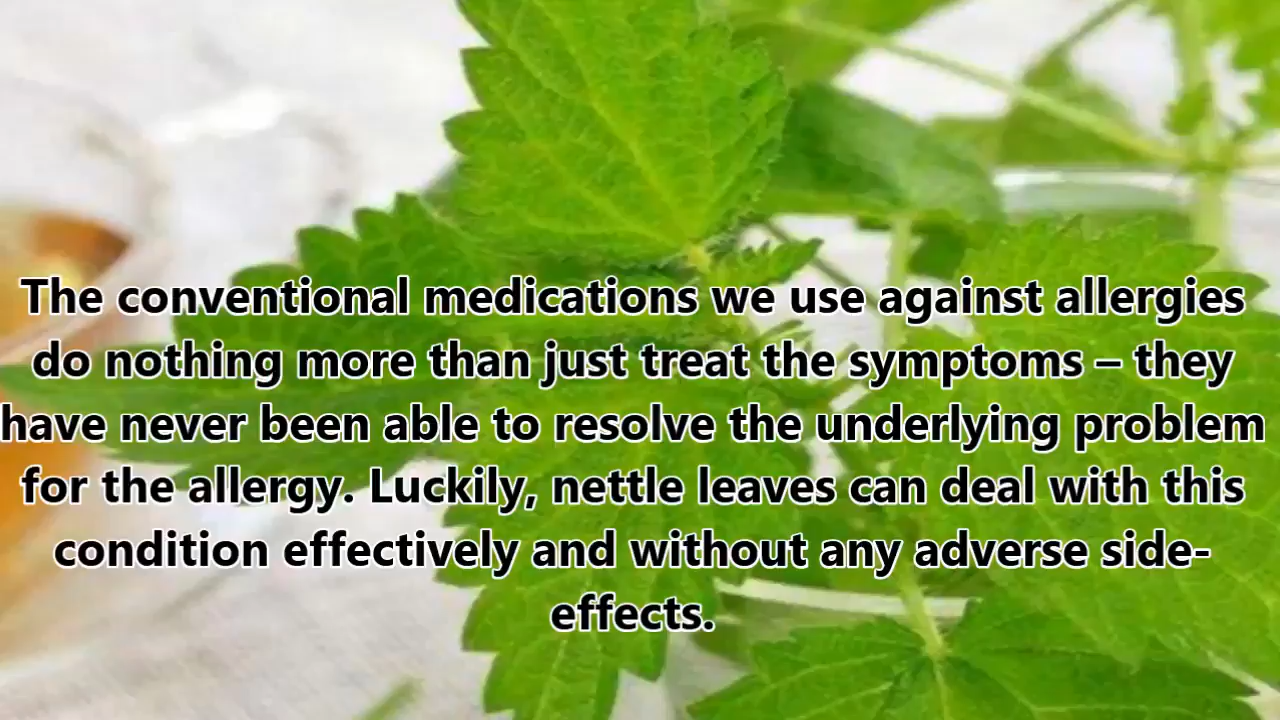 The conventional medications we use against allergies
do nothing more than just treat the symptoms – they
have never been able to resolve the underlying problem
for the allergy. Luckily, nettle leaves can deal with this
condition effectively and without any adverse side-
effects.